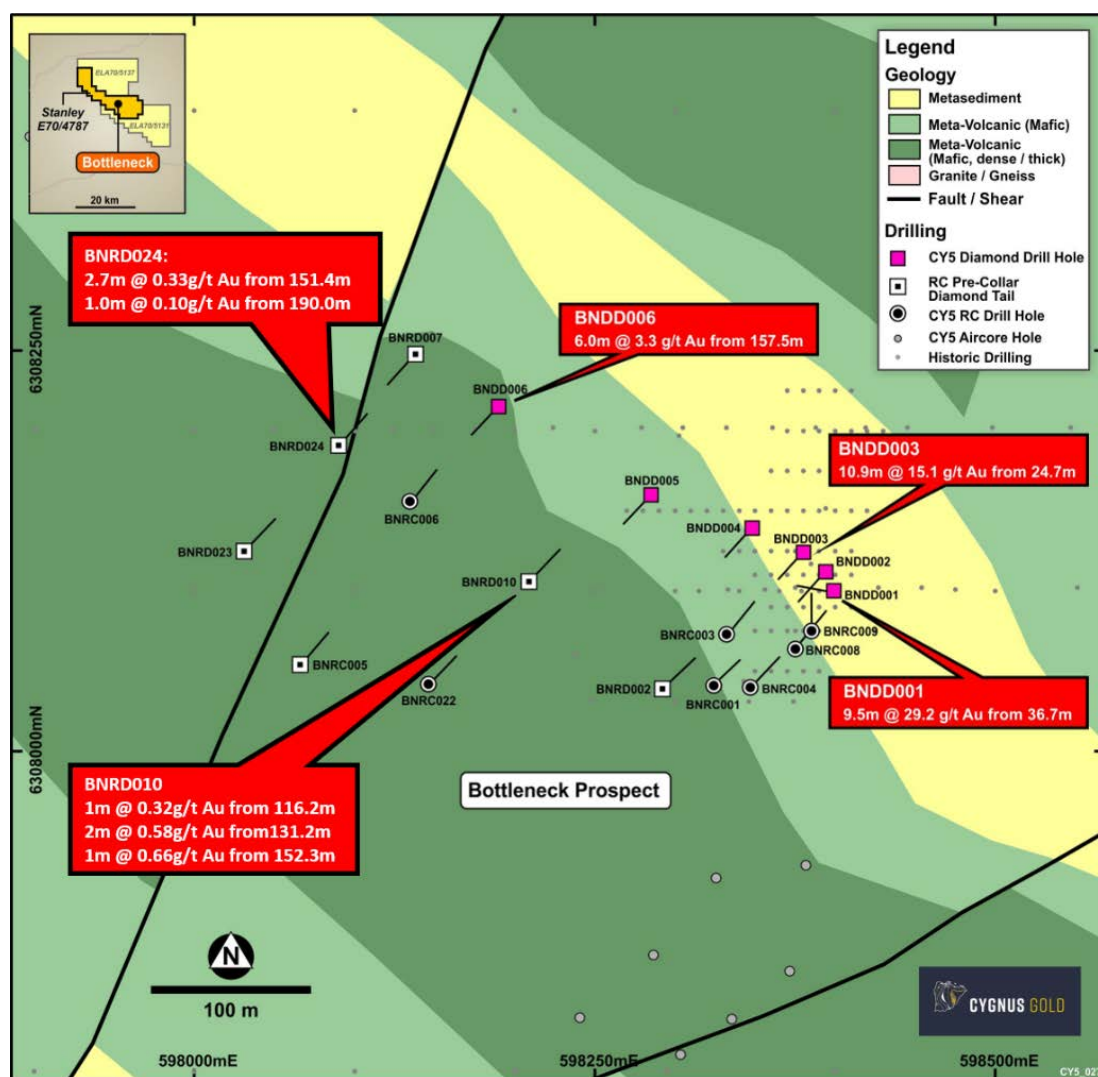 ELA70/5137
Stanley
E70/4787
ELA70/5131
Bottleneck
20 km
Legend
Geology
Metasediment
Meta-Volcanic (Mafic)
Meta-Volcanic
(Mafic, dense / thick)
Granite / Gneiss
Fault / Shear
Drilling
CY5 Diamond Drill Hole
RC Pre-Collar
Diamond Tail
CY5 RC Drill Hole
CY5 Aircore Hole
Historic Drilling
BNRD024:
2.7m @ 0.33g/t Au from 151.4m
1.0m @ 0.10g/t Au from 190.0m
BNDD006
6.0m @ 3.3 g/t Au from 157.5m
6308250mN
BNRD007
BNDD006
BNRD024
BNDD003
10.9m @ 15.1 g/t Au from 24.7m
BNDD005
BNRC006
BNDD004
BNDD003
BNRD023
BNDD002
BNRD010
BNDD001
BNRC003
BNRC009
BNRC008
BNRC005
BNRC022
BNRD002
BNRC001
BNRC004
BNDD001
9.5m @ 29.2 g/t Au from 36.7m
6308000mN
BNRD010
1m @ 0.32g/t Au from 116.2m
2m @ 0.58g/t Au from131.2m
1m @ 0.66g/t Au from 152.3m
Bottleneck Prospect
N
100 m
CYGNUS GOLD
598000mE
598250mE
598500mE